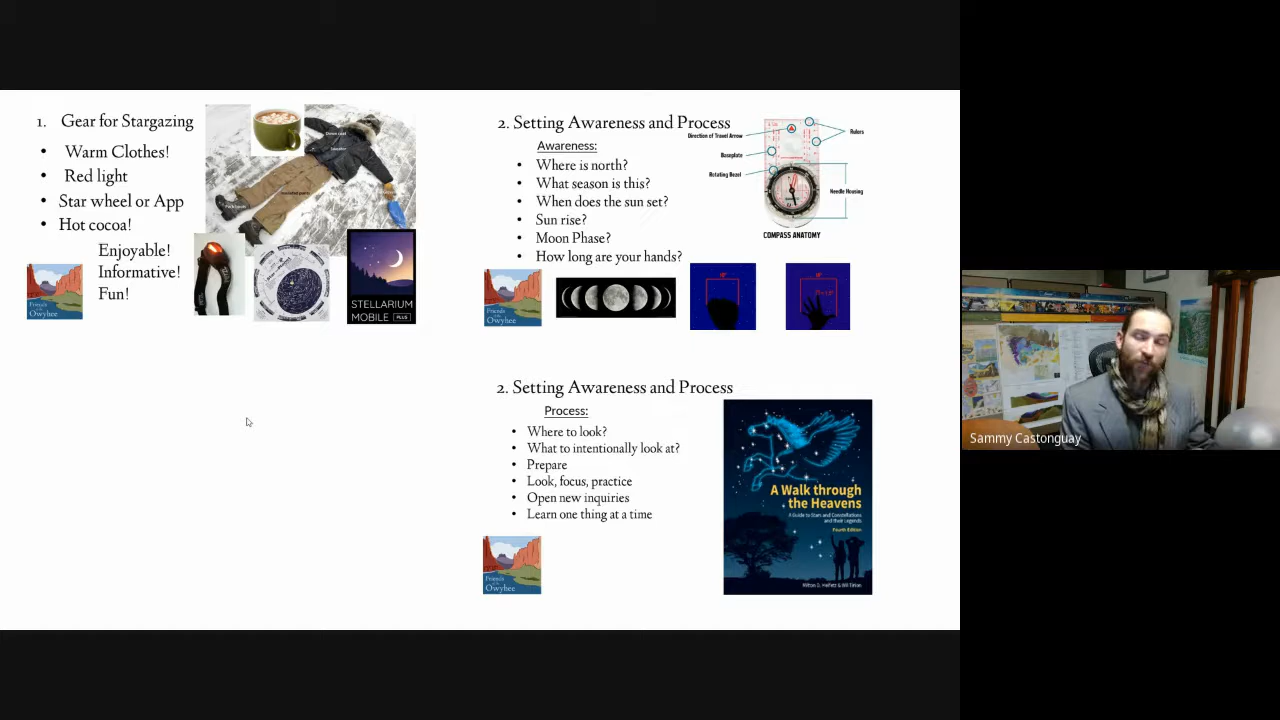 1. Gear for Stargazing
• Warm Clothes!
• Red light
• Star wheel or App
• Hot cocoa!
Enjoyable!
Informative!
Fun!
Friends
of the
Owyhee
STELLARIUM
MOBILE PLUS
2. Setting Awareness and Process
Awareness:
• Where is north?
• What season is this?
• When does the sun set?
• Sun rise?
• Moon Phase?
• How long are your hands?
Direction of Travel Arrow
Baseplate
Rotating Bezel
Rulers
Needle Housing
COMPASS ANATOMY
Friends
of the
Owyhee
10°
2. Setting Awareness and Process
Process:
• Where to look?
• What to intentionally look at?
• Prepare
• Look, focus, practice
• Open new inquiries
• Learn one thing at a time
Friends
of the
Owyhee
A Walk through
the Heavens
A Guide to Stars and Constellations
and their Legends
Fourth Edition
Milton D. Heifetz & Wil Tirion
Sammy Castonguay